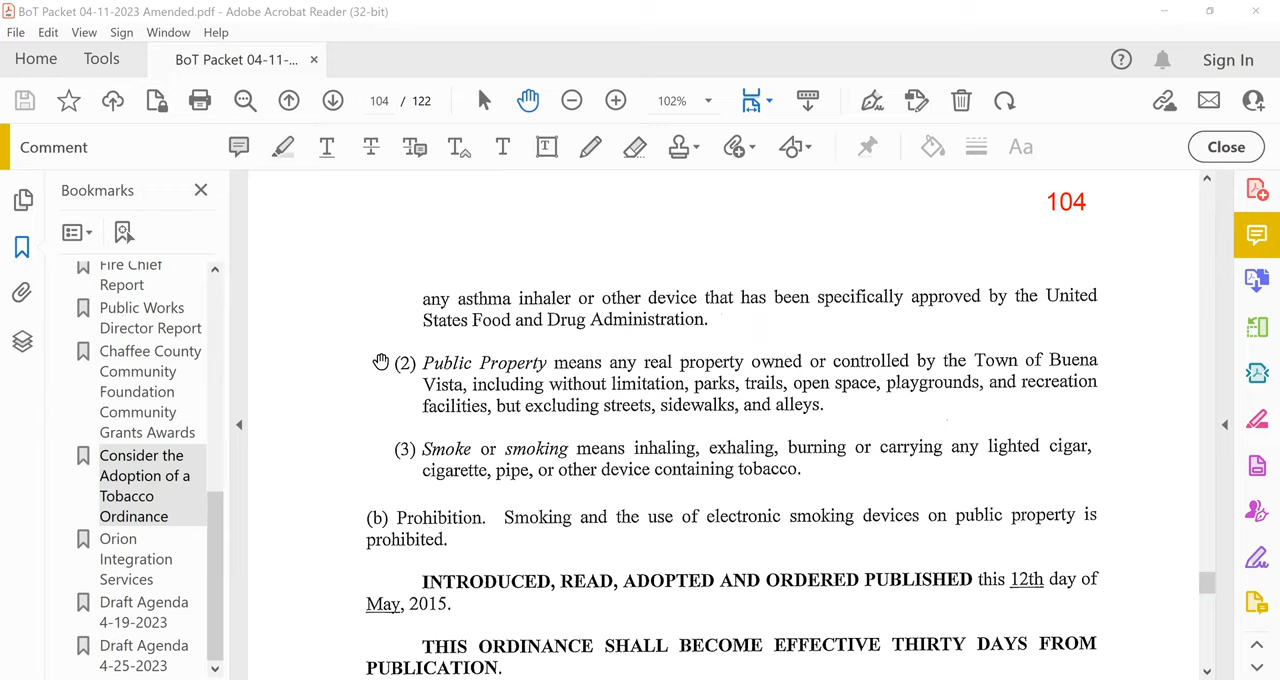 BoT Packet 04-11-2023 Amended.pdf - Adobe Acrobat Reader (32-bit)
File Edit View Sign Window Help
Home Tools BoT Packet 04-11-... × Sign In
104 / 122 102%
Comment Close
Bookmarks
Fire Chief
Report
Public Works
Director Report
Chaffee County
Community
Foundation
Community
Grants Awards
Consider the
Adoption of a
Tobacco
Ordinance
Orion
Integration
Services
Draft Agenda
4-19-2023
Draft Agenda
4-25-2023
104
any asthma inhaler or other device that has been specifically approved by the United
States Food and Drug Administration.
(2) Public Property means any real property owned or controlled by the Town of Buena
Vista, including without limitation, parks, trails, open space, playgrounds, and recreation
facilities, but excluding streets, sidewalks, and alleys.
(3) Smoke or smoking means inhaling, exhaling, burning or carrying any lighted cigar,
cigarette, pipe, or other device containing tobacco.
(b) Prohibition. Smoking and the use of electronic smoking devices on public property is
prohibited.
INTRODUCED, READ, ADOPTED AND ORDERED PUBLISHED this 12th day of
May, 2015.
THIS ORDINANCE SHALL BECOME EFFECTIVE THIRTY DAYS FROM
PUBLICATION.